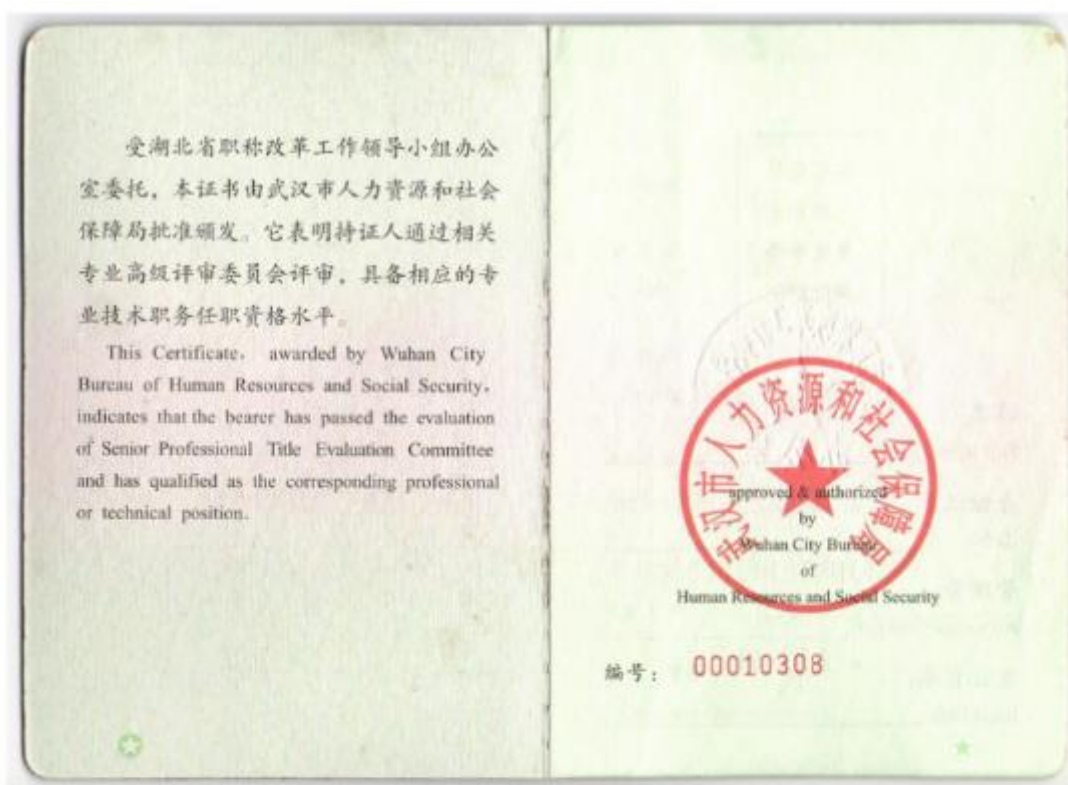 受湖北省职称改革工作领导小组办公
室委托，本证书由武汉市人力资源和社会
保障局批准颁发。它表明持证人通过相关
专业高级评审委员会评审，具备相应的专
业技术职务任职资格水平。
This Certificate, awarded by Wuhan City
Bureau of Human Resources and Social Security,
indicates that the bearer has passed the evaluation
of Senior Professional Title Evaluation Committee
and has qualified as the corresponding professional
or technical position.
武汉市人力资源和社会保障局
approved & authorized
by
Wuhan City Bureau
of
Human Resources and Social Security
编号: 00010308